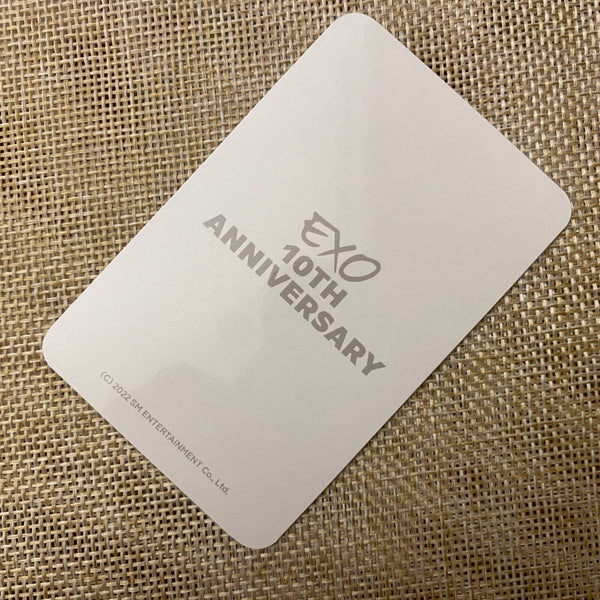 EXO
10TH
ANNIVERSARY
(C) 2022 SM ENTERTAINMENT Co., Ltd.